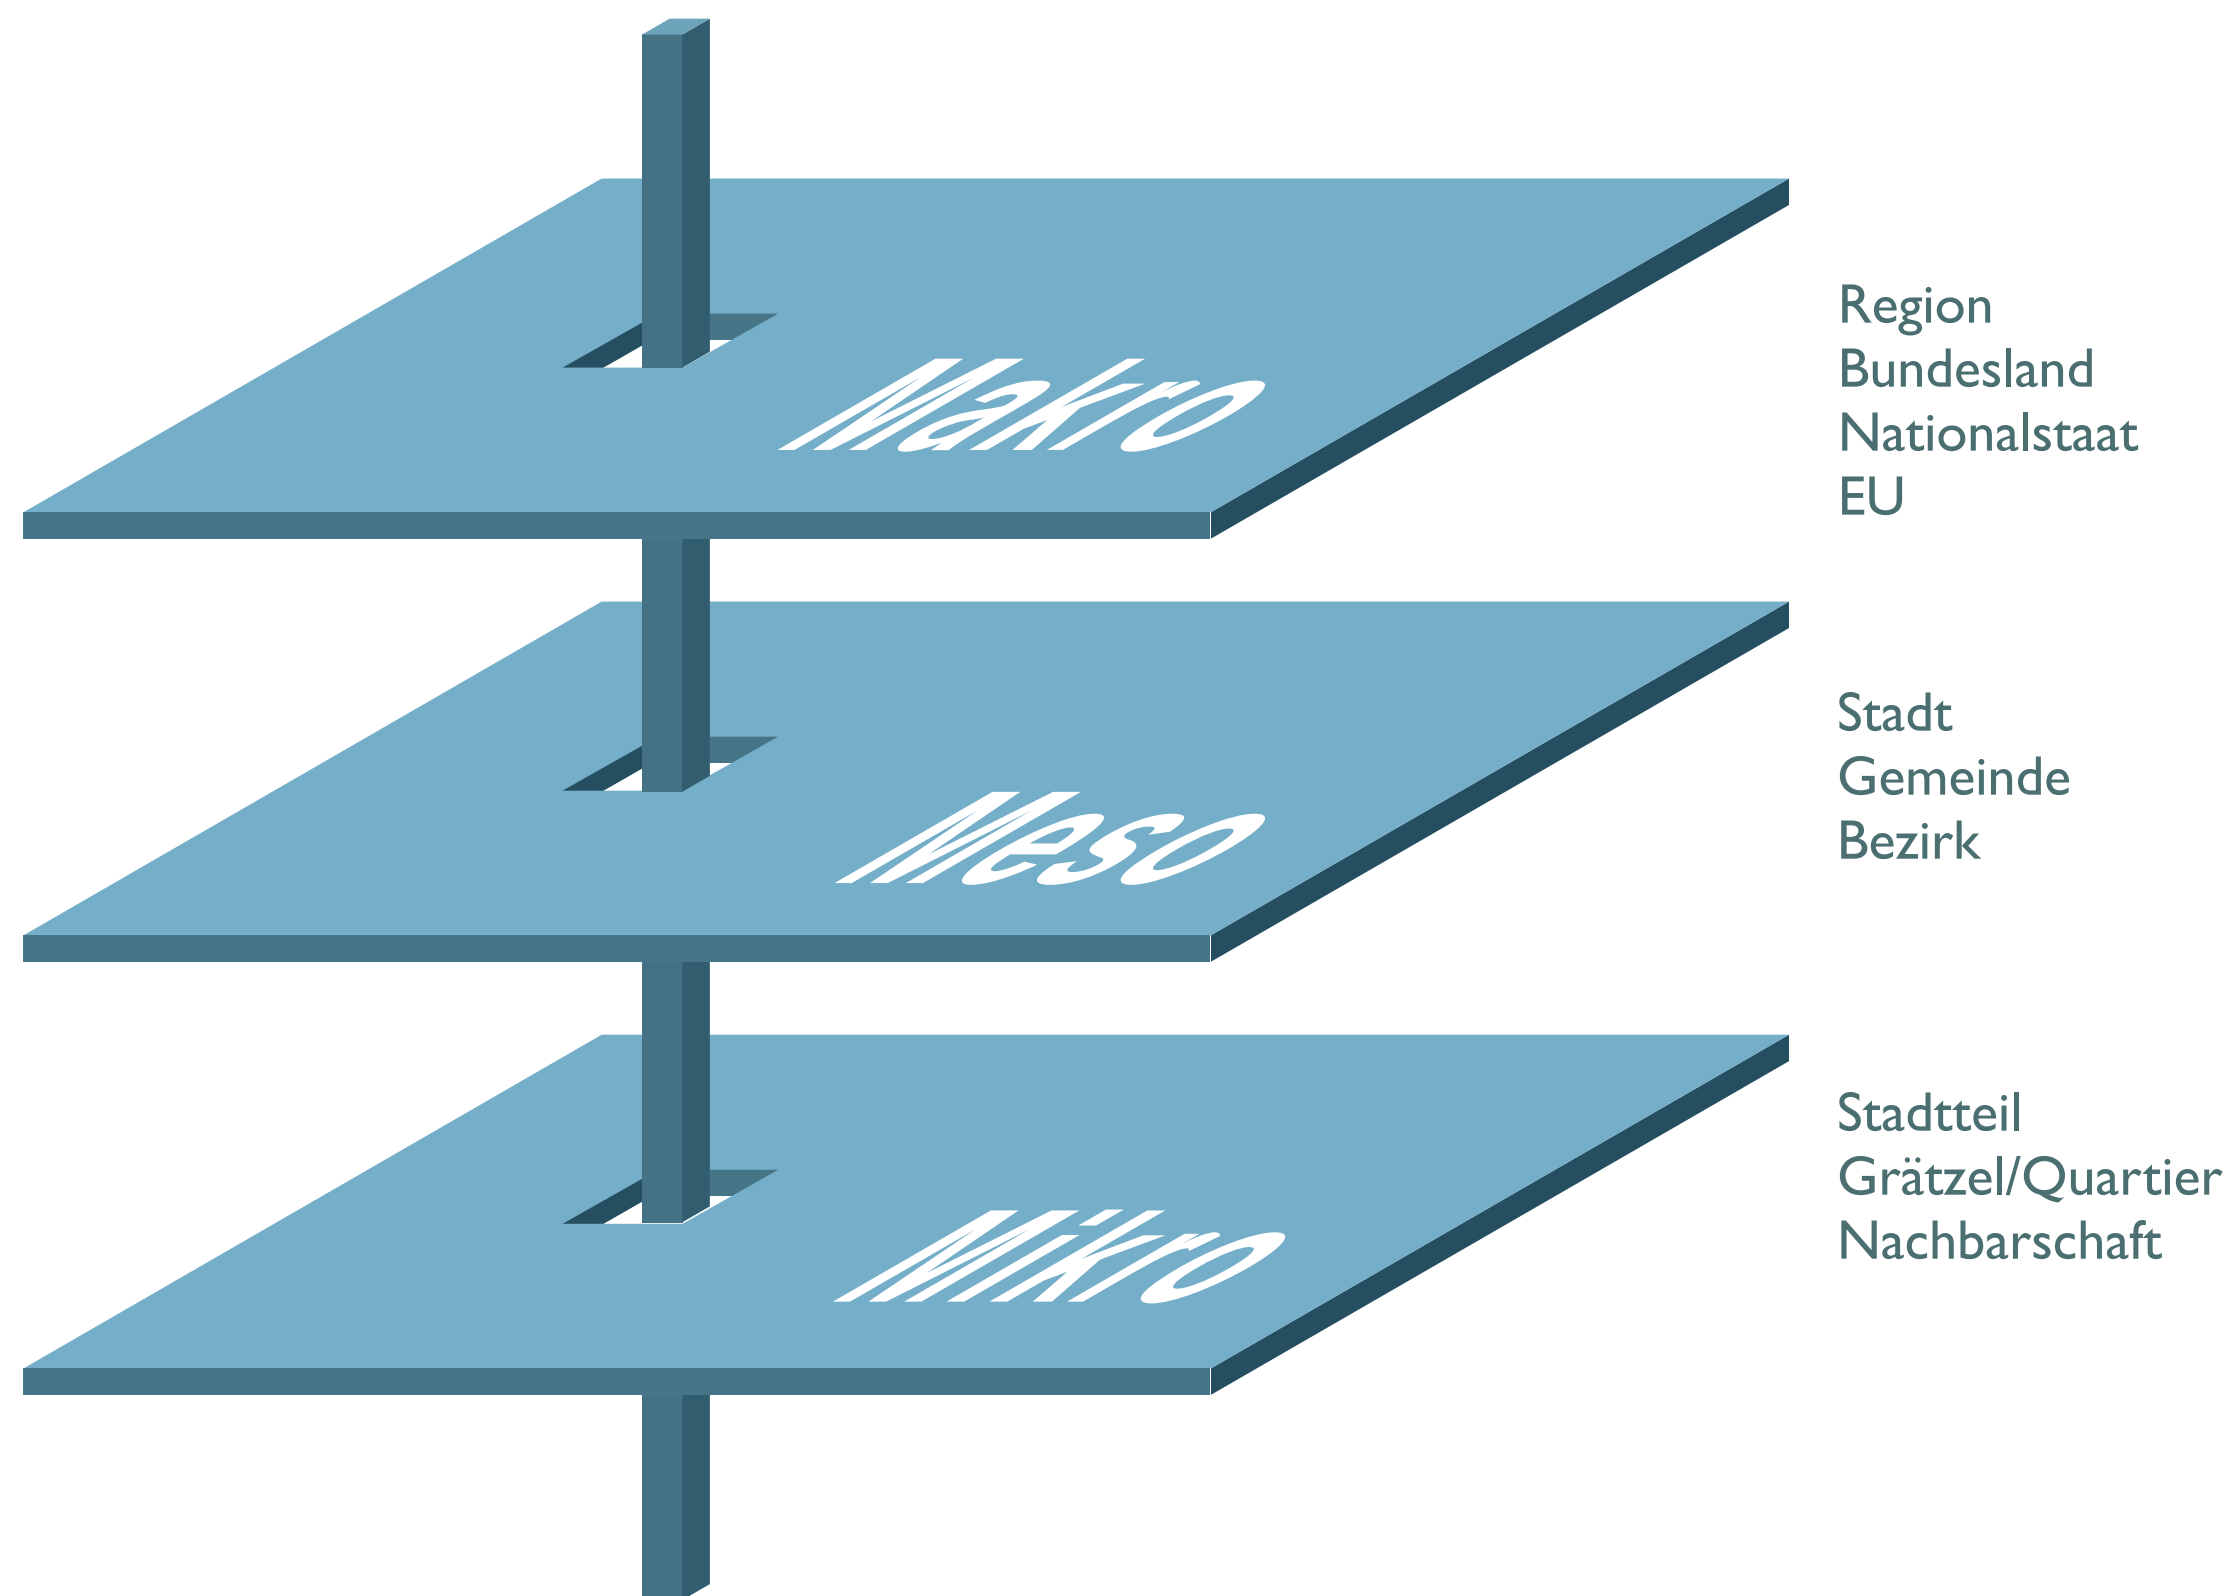 Makro
Region
Bundesland
Nationalstaat
EU
Meso
Stadt
Gemeinde
Bezirk
Mikro
Stadtteil
Grätzel/Quartier
Nachbarschaft